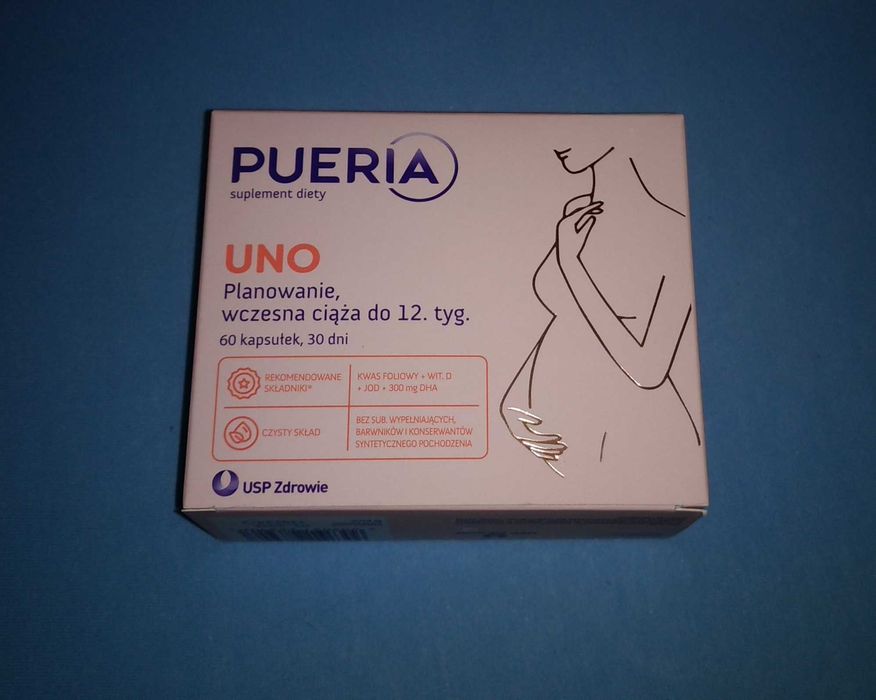 PUERIA
suplement diety
UNO
Planowanie,
wczesna ciąża do 12. tyg.
60 kapsułek, 30 dni
REKOMENDOWANE
SKŁADNIKI*
KWAS FOLIOWY + WIT. D
+ JOD + 300 mg DHA
CZYSTY SKŁAD
BEZ SUB. WYPEŁNIAJĄCYCH,
BARWNIKÓW I KONSERWANTÓW
SYNTETYCZNEGO POCHODZENIA
USP Zdrowie